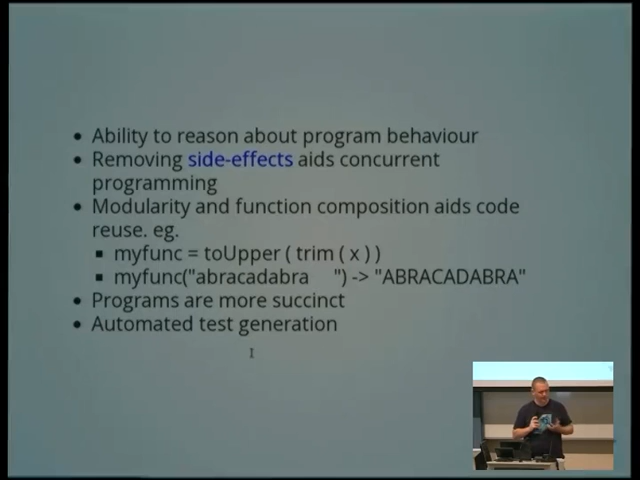 Ability to reason about program behaviour
Removing side-effects aids concurrent
programming
Modularity and function composition aids code
reuse. eg.
myfunc = toUpper ( trim ( x ) )
myfunc("abracadabra    ") -> "ABRACADABRA"
Programs are more succinct
Automated test generation